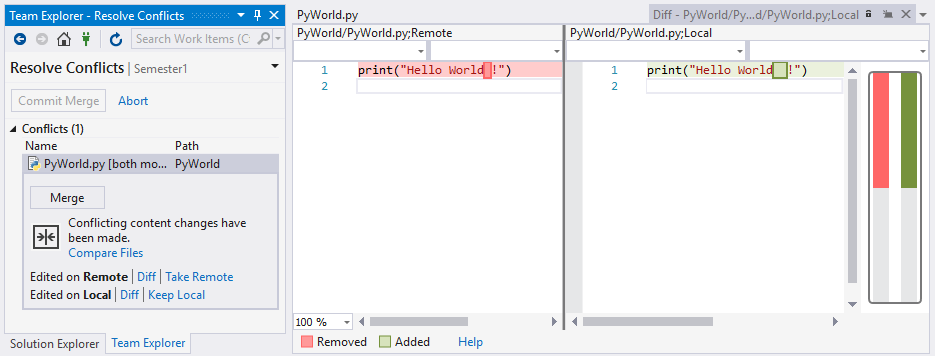 Team Explorer - Resolve Conflicts
Search Work Items (C
Resolve Conflicts | Semester1
Commit Merge Abort
Conflicts (1)
Name Path
PyWorld.py [both mo... PyWorld
Merge
Conflicting content changes have
been made.
Compare Files
Edited on Remote | Diff | Take Remote
Edited on Local | Diff | Keep Local
Solution Explorer Team Explorer
PyWorld.py
Diff - PyWorld/Py...d/PyWorld.py;Local
PyWorld/PyWorld.py;Remote
1 print("Hello World !")
2
100 %
PyWorld/PyWorld.py;Local
1 print("Hello World  !")
2
Removed Added Help